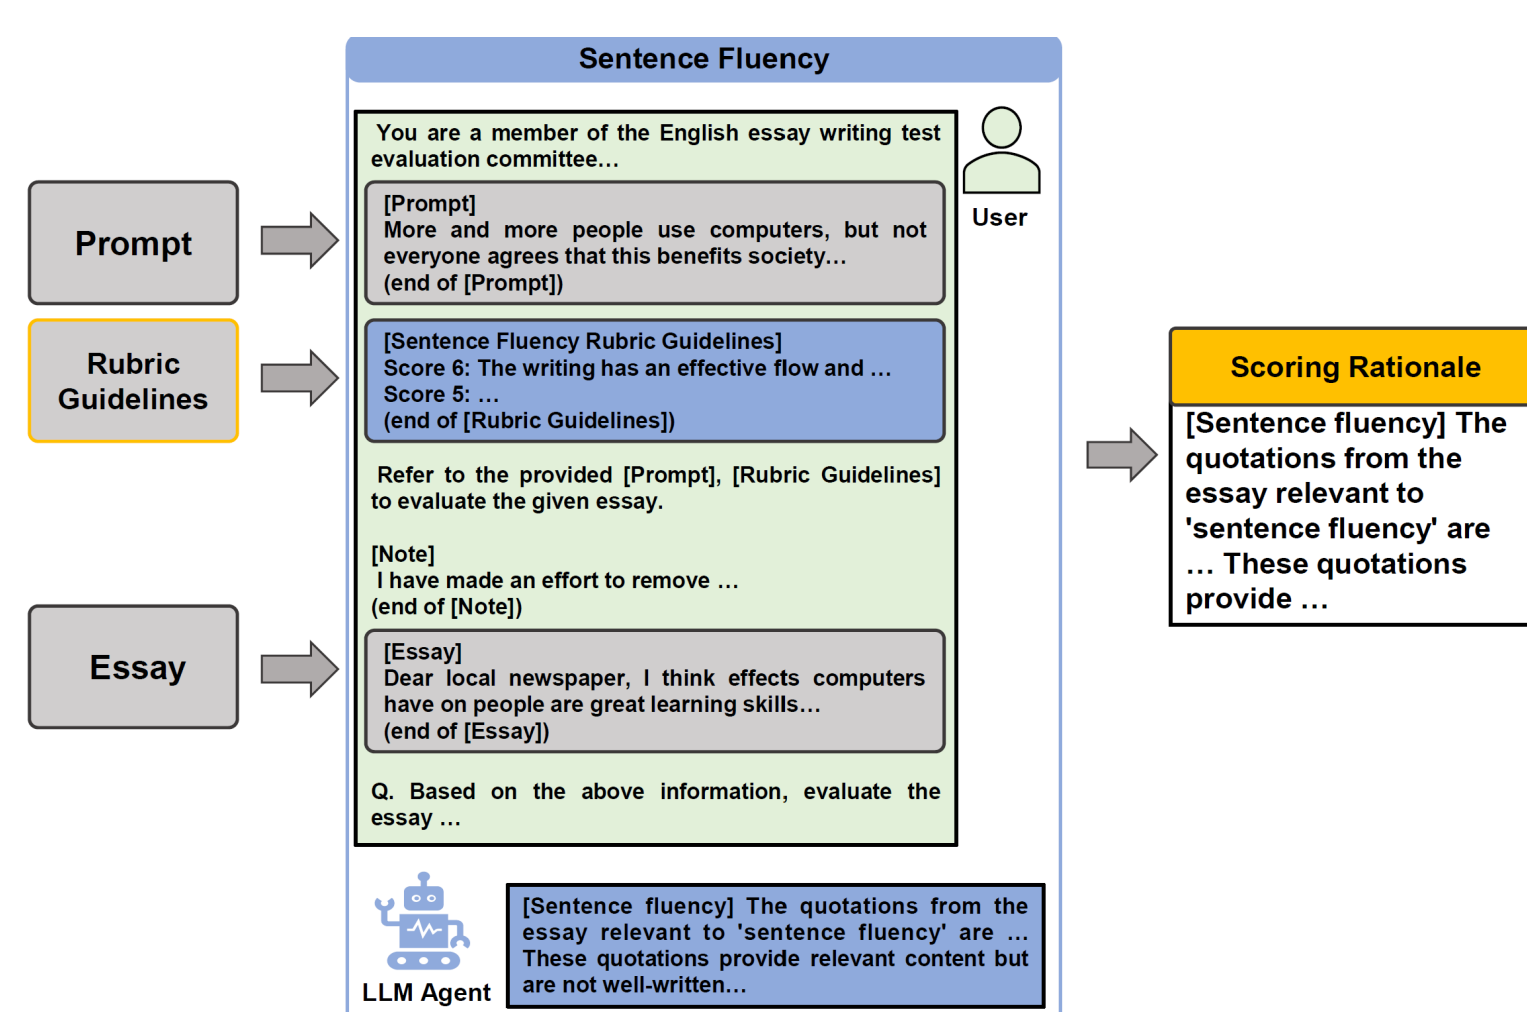 Sentence Fluency
You are a member of the English essay writing test
evaluation committee…
User
Prompt
[Prompt]
More and more people use computers, but not
everyone agrees that this benefits society…
(end of [Prompt])
Rubric
Guidelines
[Sentence Fluency Rubric Guidelines]
Score 6: The writing has an effective flow and …
Score 5: …
(end of [Rubric Guidelines])
Refer to the provided [Prompt], [Rubric Guidelines]
to evaluate the given essay.
[Note]
I have made an effort to remove …
(end of [Note])
Essay
[Essay]
Dear local newspaper, I think effects computers
have on people are great learning skills…
(end of [Essay])
Q. Based on the above information, evaluate the
essay …
LLM Agent
[Sentence fluency] The quotations from the
essay relevant to 'sentence fluency' are …
These quotations provide relevant content but
are not well-written…
Scoring Rationale
[Sentence fluency] The
quotations from the
essay relevant to
'sentence fluency' are
… These quotations
provide …